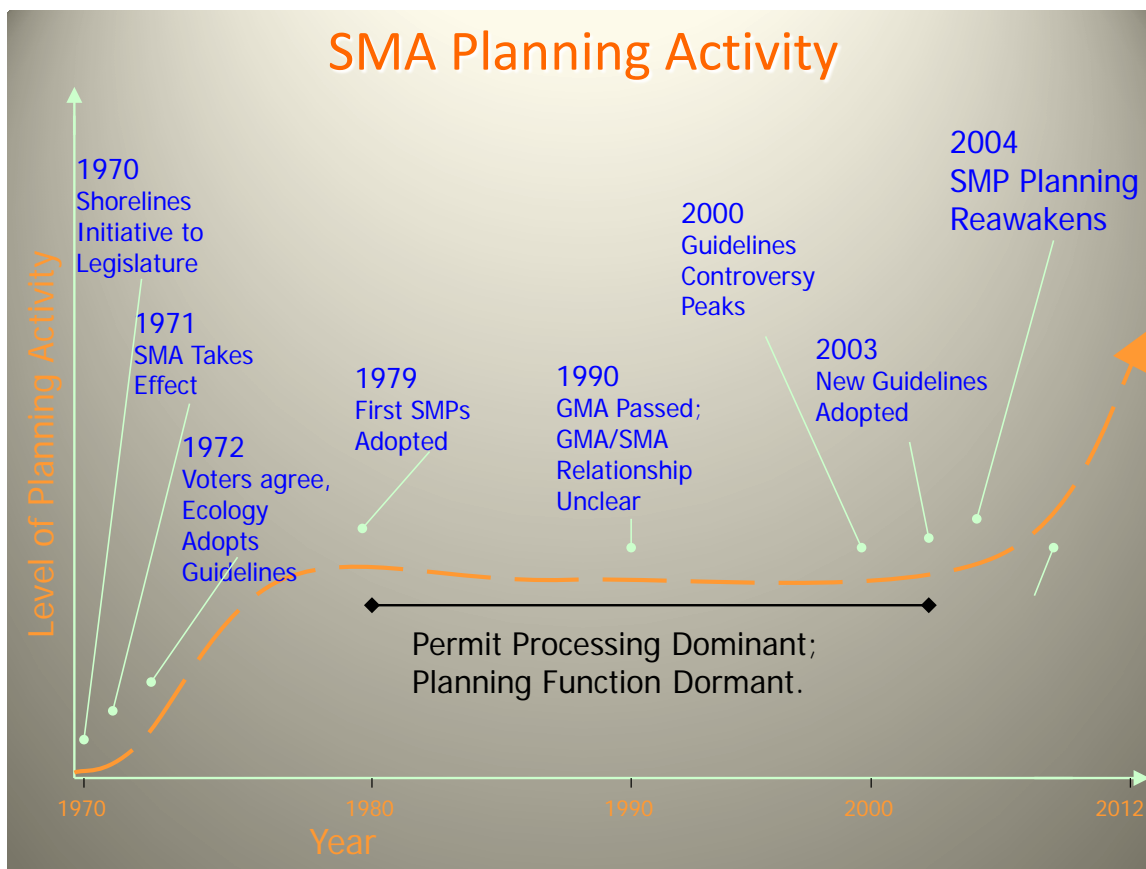 SMA Planning Activity
1970
Shorelines
Initiative to
Legislature
1971
SMA Takes
Effect
1972
Voters agree,
Ecology
Adopts
Guidelines
1979
First SMPs
Adopted
1990
GMA Passed;
GMA/SMA
Relationship
Unclear
2000
Guidelines
Controversy
Peaks
2003
New Guidelines
Adopted
2004
SMP Planning
Reawakens
Level of Planning Activity
Permit Processing Dominant;
Planning Function Dormant.
1970
1980
1990
2000
2012
Year